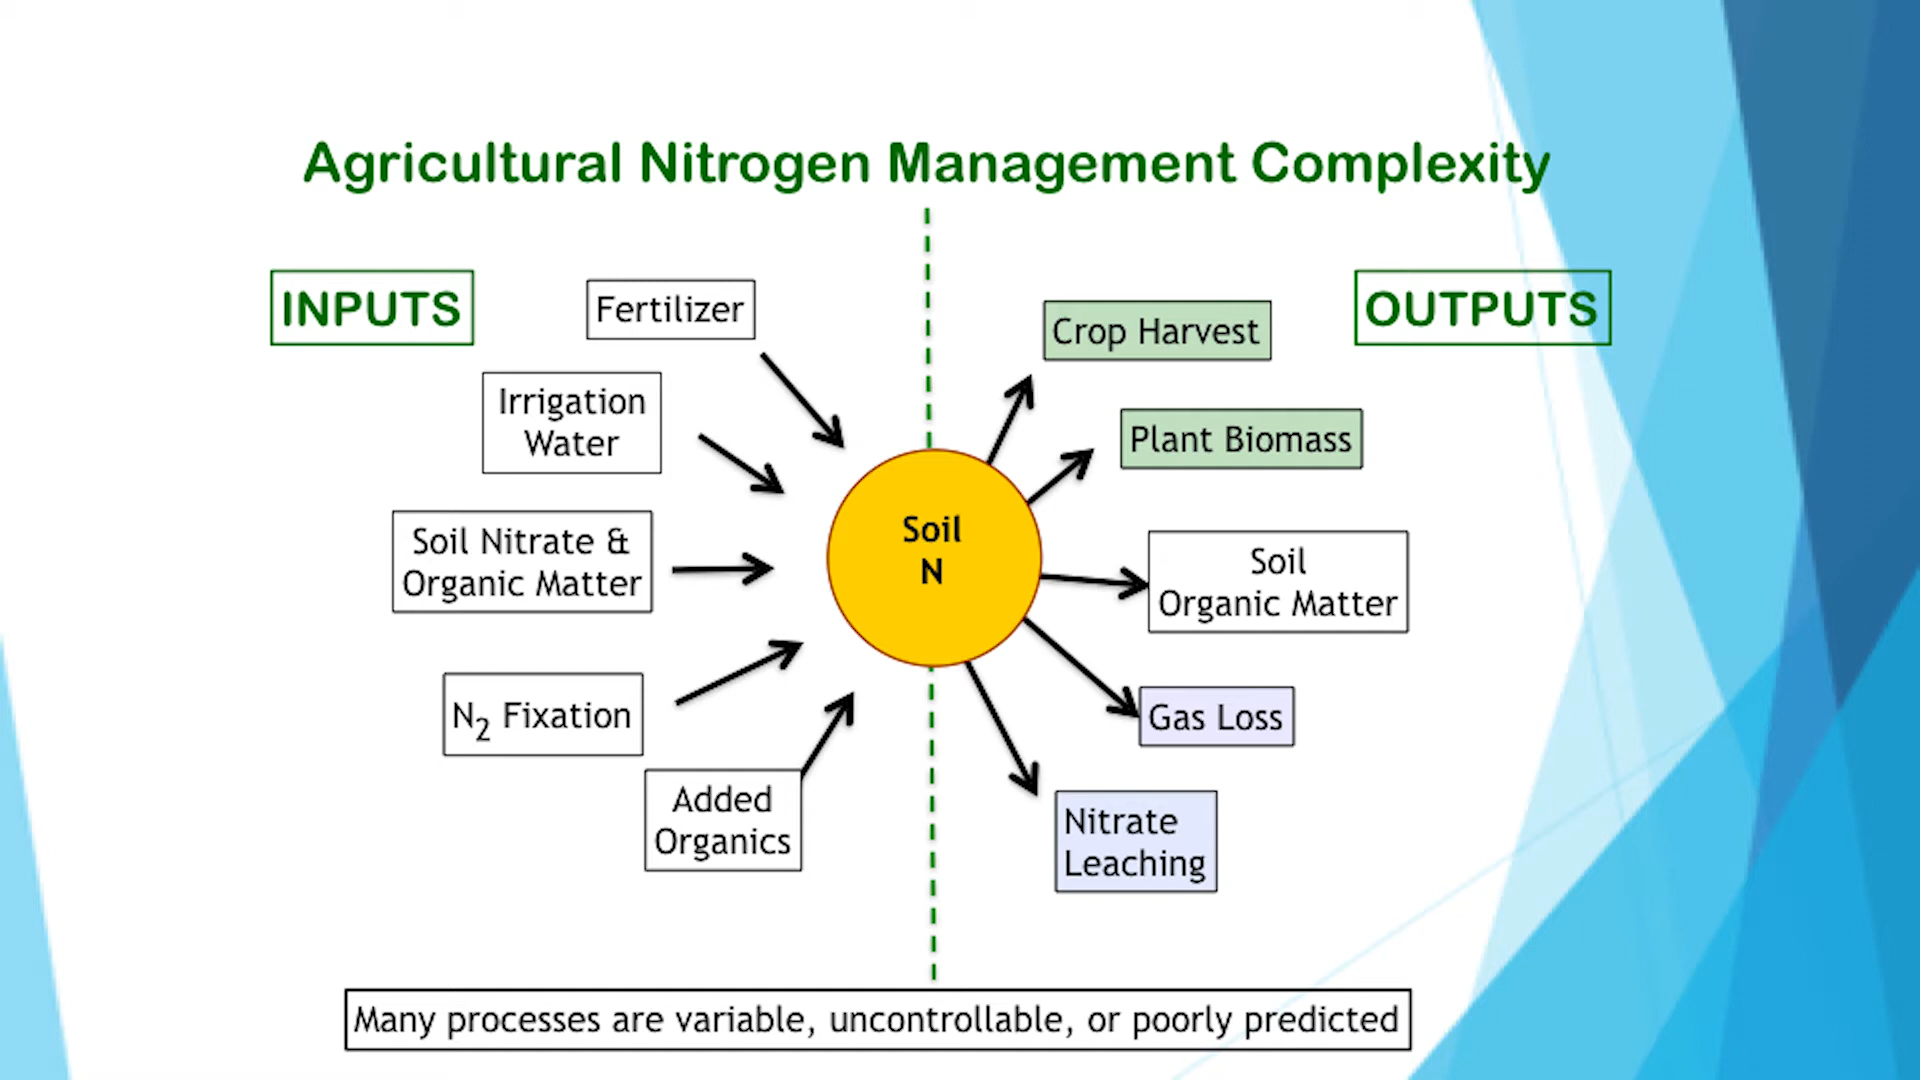 Agricultural Nitrogen Management Complexity
INPUTS
OUTPUTS
Fertilizer
Irrigation
Water
Soil Nitrate &
Organic Matter
N2 Fixation
Added
Organics
Soil
N
Crop Harvest
Plant Biomass
Soil
Organic Matter
Gas Loss
Nitrate
Leaching
Many processes are variable, uncontrollable, or poorly predicted